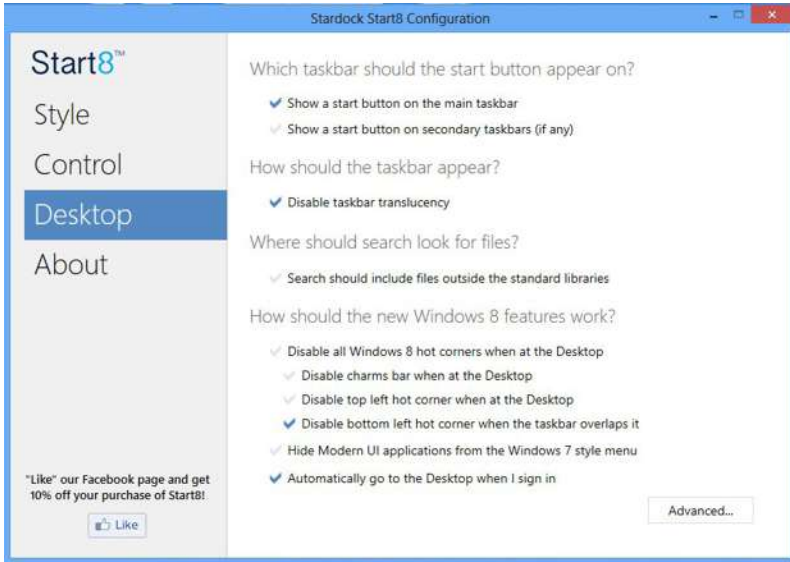 Stardock Start8 Configuration
Start8™
Style
Control
Desktop
About
"Like" our Facebook page and get
10% off your purchase of Start8!
Like
Which taskbar should the start button appear on?
Show a start button on the main taskbar
Show a start button on secondary taskbars (if any)
How should the taskbar appear?
Disable taskbar translucency
Where should search look for files?
Search should include files outside the standard libraries
How should the new Windows 8 features work?
Disable all Windows 8 hot corners when at the Desktop
Disable charms bar when at the Desktop
Disable top left hot corner when at the Desktop
Disable bottom left hot corner when the taskbar overlaps it
Hide Modern UI applications from the Windows 7 style menu
Automatically go to the Desktop when I sign in
Advanced...